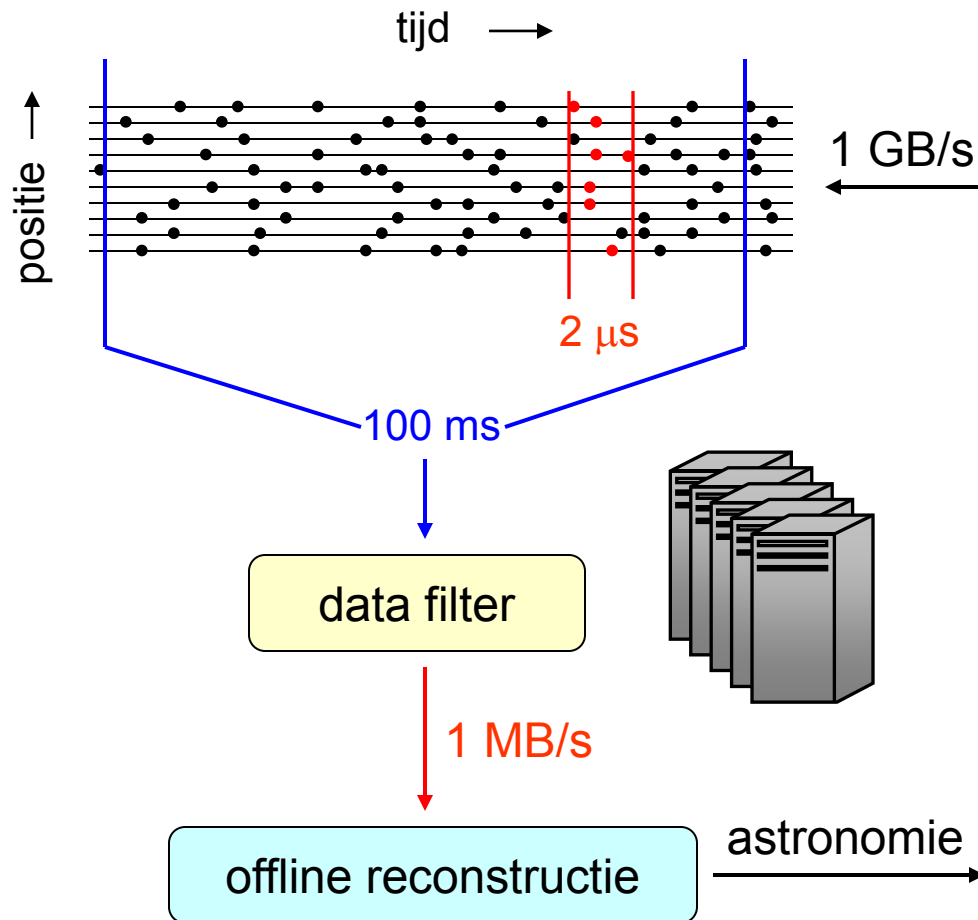 tijd
positie
1 GB/s
2 μs
100 ms
data filter
1 MB/s
astronomie
offline reconstructie